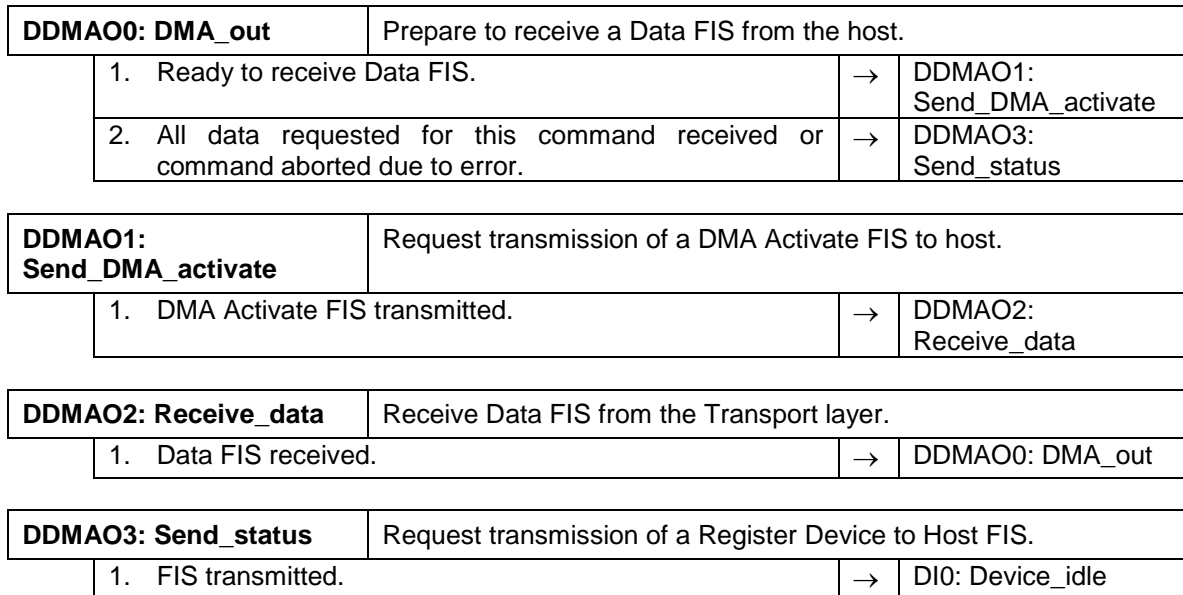 DDMAO0: DMA_out Prepare to receive a Data FIS from the host.
1. Ready to receive Data FIS. → DDMAO1:
Send_DMA_activate
2. All data requested for this command received or → DDMAO3:
command aborted due to error. Send_status
DDMAO1: Request transmission of a DMA Activate FIS to host.
Send_DMA_activate
1. DMA Activate FIS transmitted. → DDMAO2:
Receive_data
DDMAO2: Receive_data Receive Data FIS from the Transport layer.
1. Data FIS received. → DDMAO0: DMA_out
DDMAO3: Send_status Request transmission of a Register Device to Host FIS.
1. FIS transmitted. → DI0: Device_idle